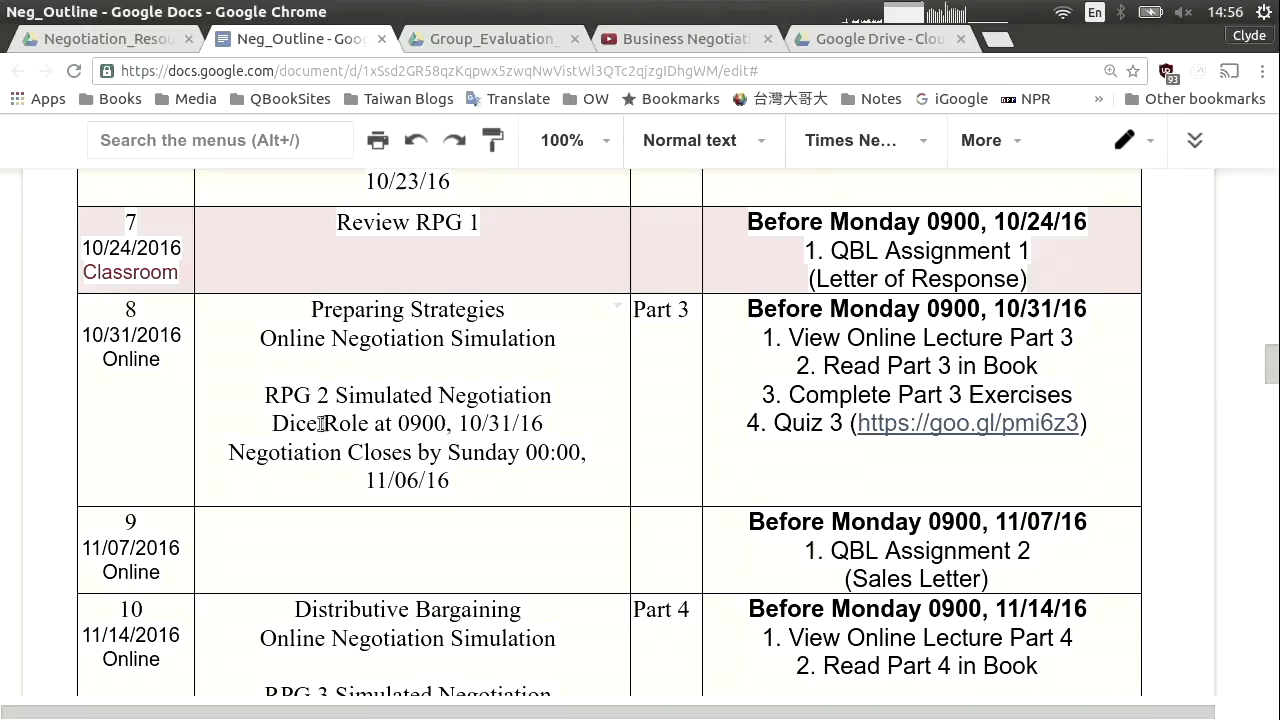 Neg_Outline - Google Docs - Google Chrome
En
14:56
Negotiation_Resou
Neg_Outline - Goog
Group_Evaluation_
Business Negotiati
Google Drive - Clou
Clyde
https://docs.google.com/document/d/1xSsd2GR58qzKvpwx5zwqNwVistWl3QTc2qjzgIDhgWM/edit#
93
Apps
Books
Media
QBookSites
Taiwan Blogs
Translate
OW
Bookmarks
台灣大哥大
Notes
iGoogle
NPR
»
Other bookmarks
Search the menus (Alt+/)
100%
Normal text
Times Ne...
More
10/23/16
7
10/24/2016
Classroom
Review RPG 1
Before Monday 0900, 10/24/16
1. QBL Assignment 1
(Letter of Response)
8
10/31/2016
Online
Preparing Strategies
Online Negotiation Simulation
RPG 2 Simulated Negotiation
Dice Role at 0900, 10/31/16
Negotiation Closes by Sunday 00:00,
11/06/16
Part 3
Before Monday 0900, 10/31/16
1. View Online Lecture Part 3
2. Read Part 3 in Book
3. Complete Part 3 Exercises
4. Quiz 3 (https://goo.gl/pmi6z3)
9
11/07/2016
Online
Before Monday 0900, 11/07/16
1. QBL Assignment 2
(Sales Letter)
10
11/14/2016
Online
Distributive Bargaining
Online Negotiation Simulation
RPG 3 Simulated Negotiation
Part 4
Before Monday 0900, 11/14/16
1. View Online Lecture Part 4
2. Read Part 4 in Book